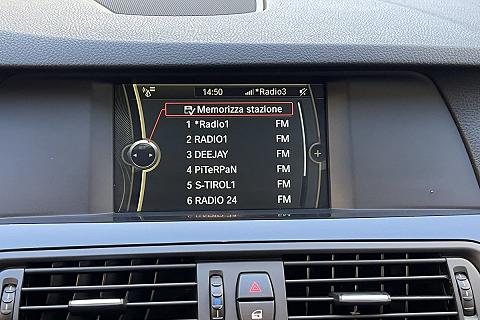 14:50 *Radio3
Memorizza stazione
1 *Radio1 FM
2 RADIO1 FM
3 DEEJAY FM
4 PiTeRPaN FM
5 S-TIROL1 FM
6 RADIO 24 FM